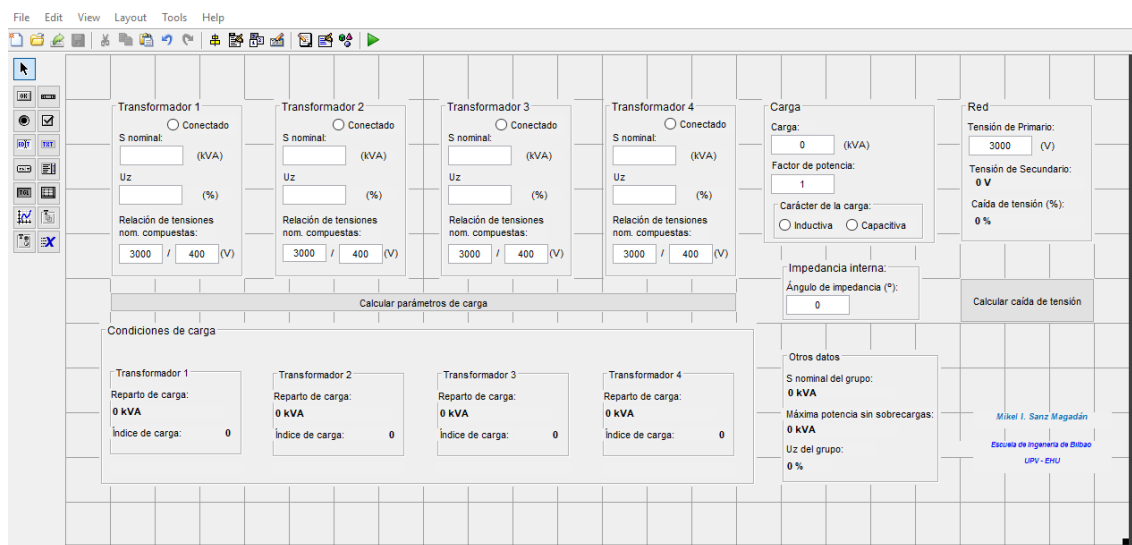 File Edit View Layout Tools Help
Transformador 1
Conectado
S nominal:
(kVA)
Uz
(%)
Relación de tensiones
nom. compuestas:
3000 / 400 (V)
Transformador 2
Conectado
S nominal:
(kVA)
Uz
(%)
Relación de tensiones
nom. compuestas:
3000 / 400 (V)
Transformador 3
Conectado
S nominal:
(kVA)
Uz
(%)
Relación de tensiones
nom. compuestas:
3000 / 400 (V)
Transformador 4
Conectado
S nominal:
(kVA)
Uz
(%)
Relación de tensiones
nom. compuestas:
3000 / 400 (V)
Carga
Carga:
0 (kVA)
Factor de potencia:
1
Carácter de la carga:
Inductiva Capacitiva
Red
Tensión de Primario:
3000 (V)
Tensión de Secundario:
0 V
Caída de tensión (%):
0 %
OK
EDIT TXT
TGL
Impedancia interna:
Ángulo de impedancia (º):
0
Calcular parámetros de carga
Calcular caída de tensión
Condiciones de carga
Transformador 1
Reparto de carga:
0 kVA
Índice de carga: 0
Transformador 2
Reparto de carga:
0 kVA
Índice de carga: 0
Transformador 3
Reparto de carga:
0 kVA
Índice de carga: 0
Transformador 4
Reparto de carga:
0 kVA
Índice de carga: 0
Otros datos
S nominal del grupo:
0 kVA
Máxima potencia sin sobrecargas:
0 kVA
Uz del grupo:
0 %
Mikel I. Sanz Magadán
Escuela de Ingeniería de Bilbao
UPV - EHU